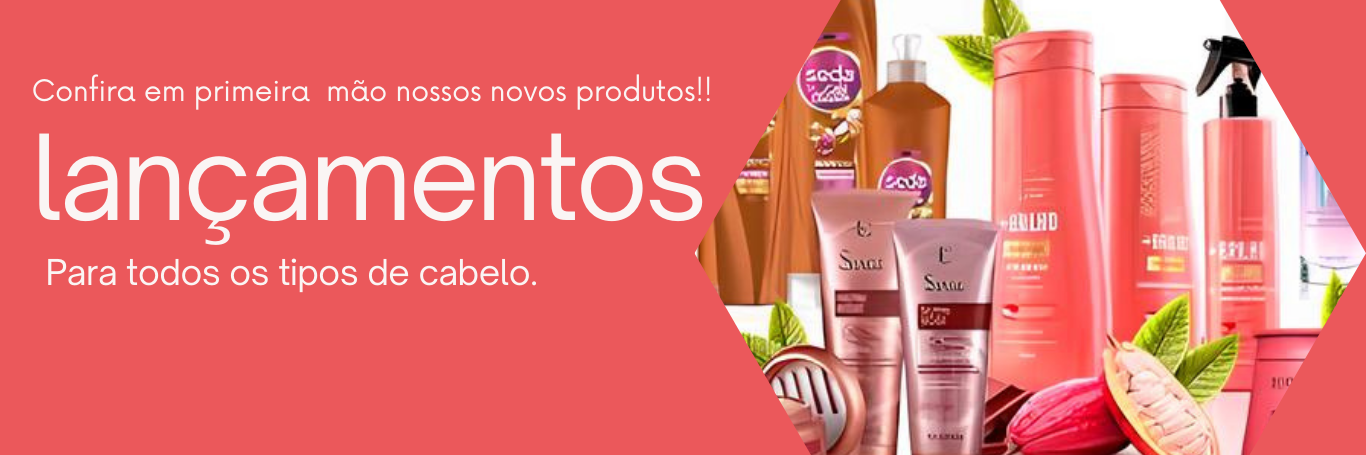 Confira em primeira mão nossos novos produtos!!
lançamentos
Para todos os tipos de cabelo.
seda
seda